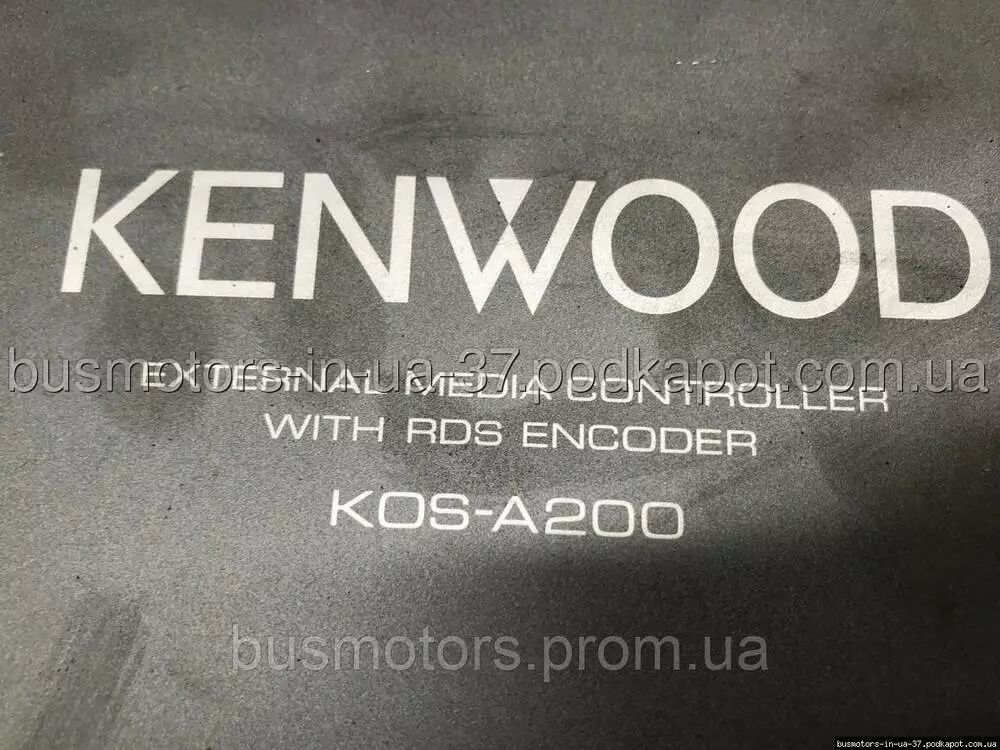 KENWOOD
busmotors-in-ua-37.podkapot.com.ua
EXTERNAL MEDIA CONTROLLER
WITH RDS ENCODER
KOS-A200
busmotors.prom.ua
busmotors-in-ua-37.podkapot.com.ua